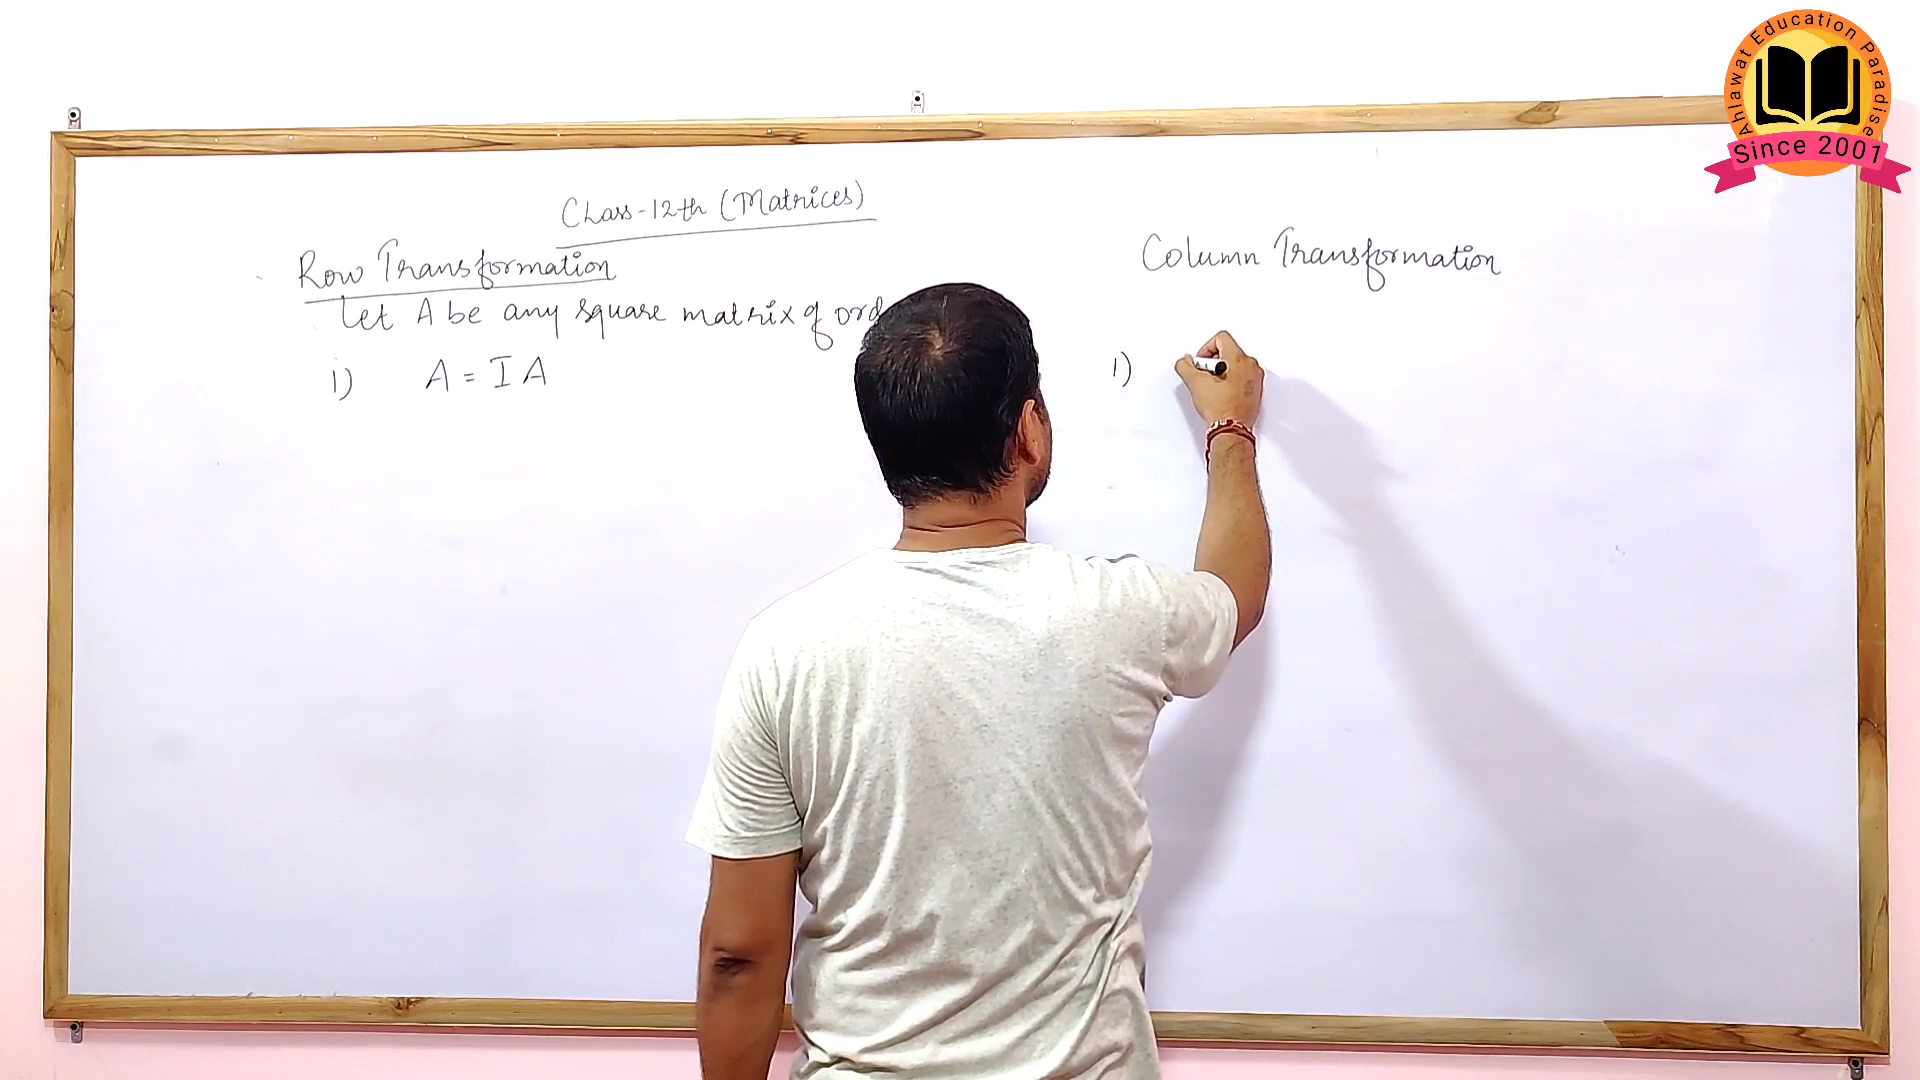 Ahlawat Education Paradise
Since 2001
Class-12th (Matrices)
Row Transformation
Let A be any square matrix of ord
1) A = I A
Column Transformation
1)